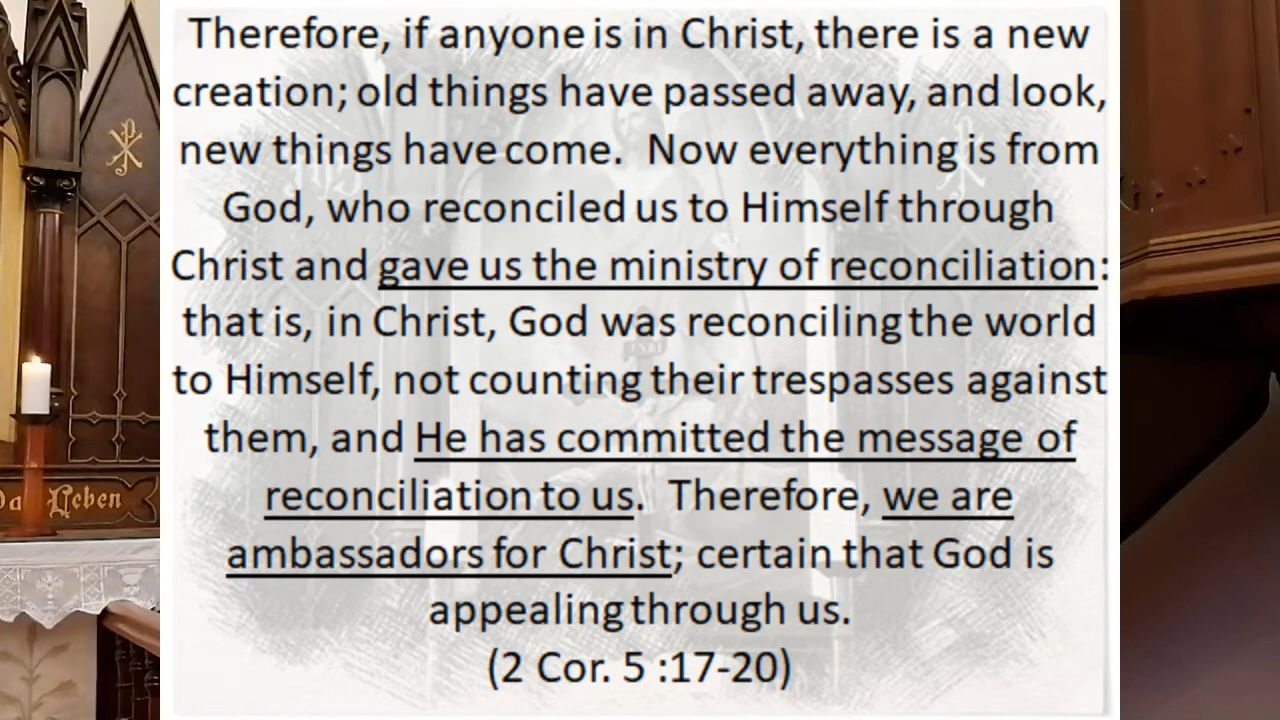 Therefore, if anyone is in Christ, there is a new
creation; old things have passed away, and look,
new things have come.  Now everything is from
God, who reconciled us to Himself through
Christ and gave us the ministry of reconciliation:
that is, in Christ, God was reconciling the world
to Himself, not counting their trespasses against
them, and He has committed the message of
reconciliation to us.  Therefore, we are
ambassadors for Christ; certain that God is
appealing through us.
(2 Cor. 5 :17-20)
Leben